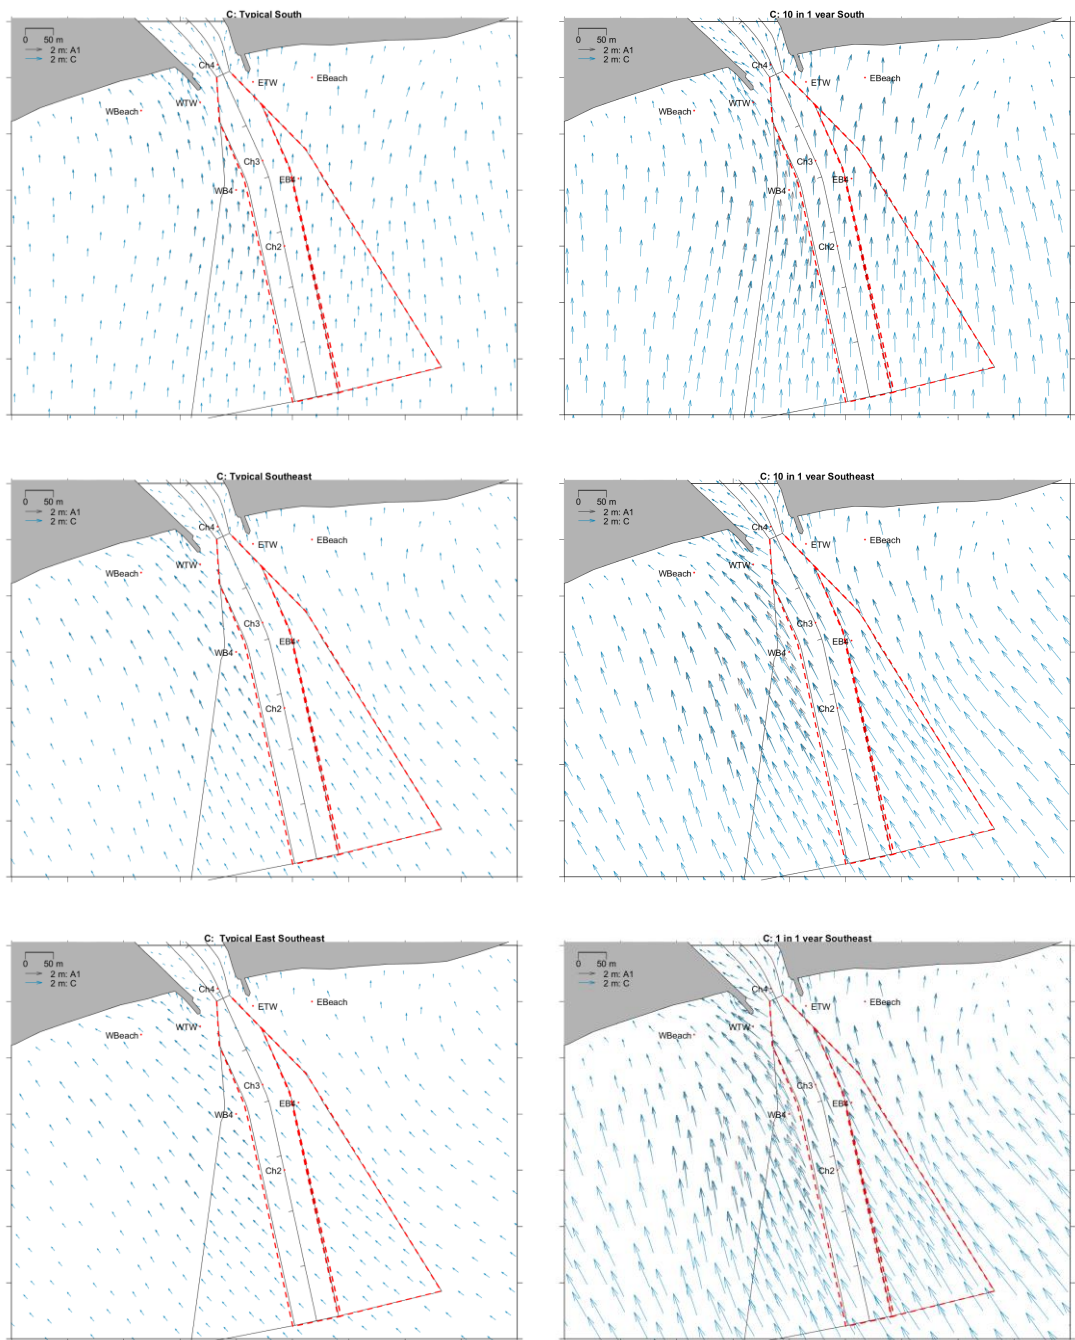 C: Typical South
0 50 m
2 m: A1
2 m: C
Ch4
ETW
EBeach
WTW
WBeach
Ch3
EB4
WB4
Ch2
C: 10 in 1 year South
0 50 m
2 m: A1
2 m: C
Ch4
ETW
EBeach
WTW
WBeach
Ch3
EB4
WB4
Ch2
C: Typical Southeast
0 50 m
2 m: A1
2 m: C
Ch4
ETW
EBeach
WTW
WBeach
Ch3
EB4
WB4
Ch2
C: 10 in 1 year Southeast
0 50 m
2 m: A1
2 m: C
Ch4
ETW
EBeach
WTW
WBeach
Ch3
EB4
WB4
Ch2
C: Typical East Southeast
0 50 m
2 m: A1
2 m: C
Ch4
ETW
EBeach
WTW
WBeach
Ch3
EB4
WB4
Ch2
C: 1 in 1 year Southeast
0 50 m
2 m: A1
2 m: C
Ch4
ETW
EBeach
WTW
WBeach
Ch3
EB4
WB4
Ch2